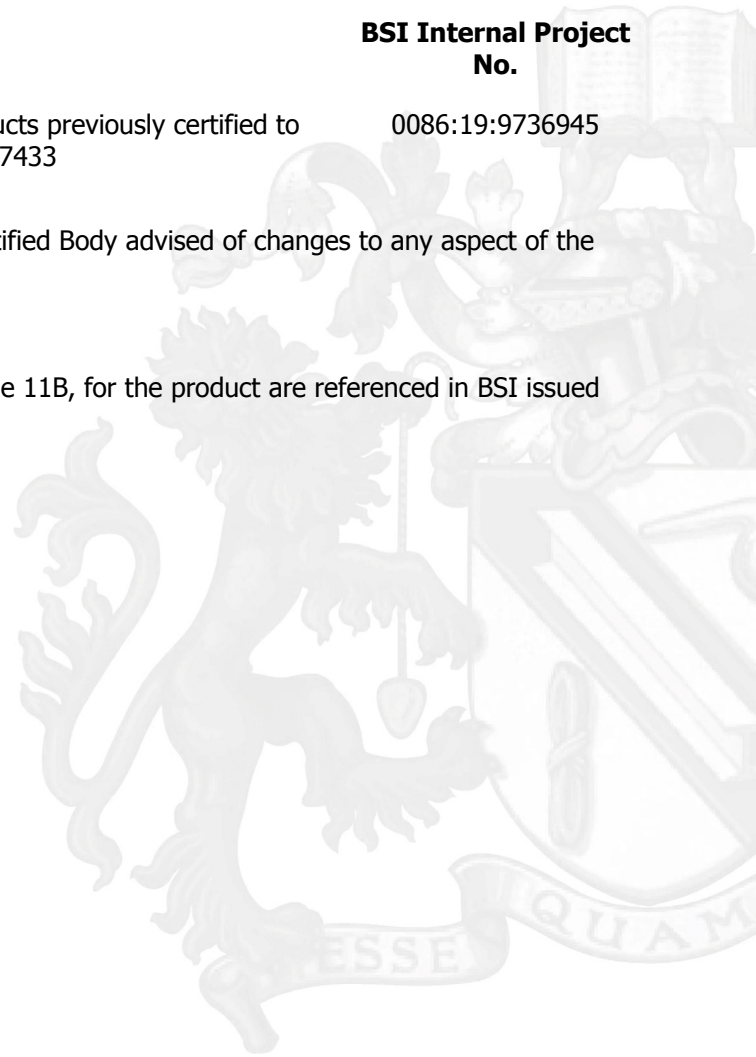 BSI Internal Project
No.
ucts previously certified to 0086:19:9736945
7433
tified Body advised of changes to any aspect of the
e 11B, for the product are referenced in BSI issued
ESSE QUAM